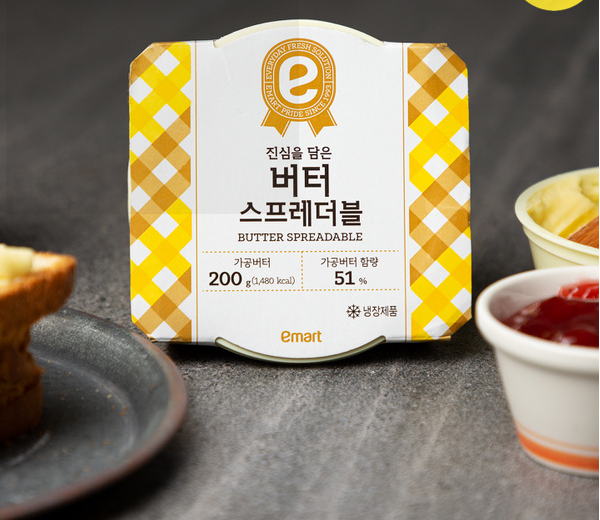 EVERYDAY FRESH SOLUTION
EMART PRIDE SINCE 1993
e
진심을 담은
버터
스프레더블
BUTTER SPREADABLE
가공버터
200 g(1,480 kcal)
가공버터 함량
51 %
냉장제품
emart